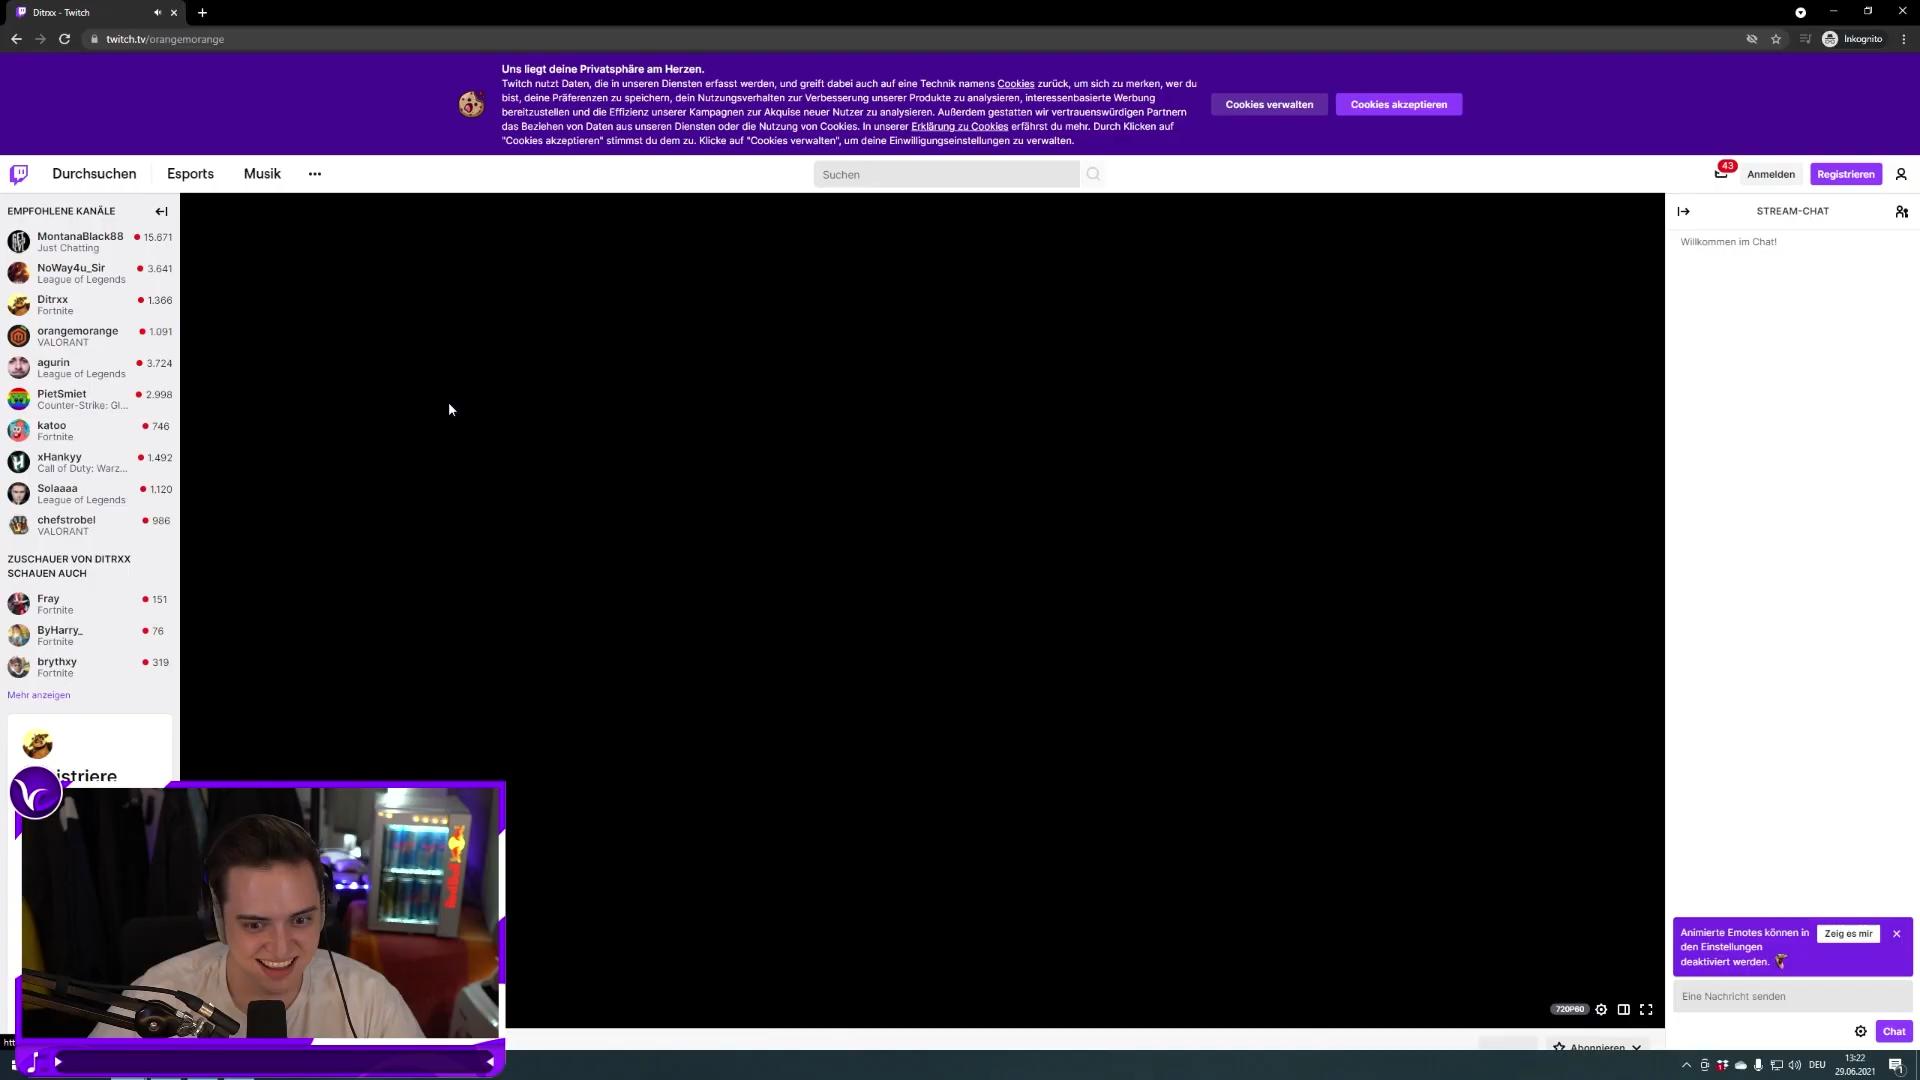 Ditrxx - Twitch
twitch.tv/orangemorange
Inkognito
Uns liegt deine Privatsphäre am Herzen.
Twitch nutzt Daten, die in unseren Diensten erfasst werden, und greift dabei auch auf eine Technik namens Cookies zurück, um sich zu merken, wer du
bist, deine Präferenzen zu speichern, dein Nutzungsverhalten zur Verbesserung unserer Produkte zu analysieren, interessenbasierte Werbung
bereitzustellen und die Effizienz unserer Kampagnen zur Akquise neuer Nutzer zu analysieren. Außerdem gestatten wir vertrauenswürdigen Partnern
das Beziehen von Daten aus unseren Diensten oder die Nutzung von Cookies. In unserer Erklärung zu Cookies erfährst du mehr. Durch Klicken auf
"Cookies akzeptieren" stimmst du dem zu. Klicke auf "Cookies verwalten", um deine Einwilligungseinstellungen zu verwalten.
Cookies verwalten
Cookies akzeptieren
Durchsuchen
Esports
Musik
Suchen
43
Anmelden
Registrieren
EMPFOHLENE KANÄLE
MontanaBlack88 15.671
Just Chatting
NoWay4u_Sir 3.641
League of Legends
Ditrxx 1.366
Fortnite
orangemorange 1.091
VALORANT
agurin 3.724
League of Legends
PietSmiet 2.998
Counter-Strike: Gl...
katoo 746
Fortnite
xHankyy 1.492
Call of Duty: Warz...
Solaaaa 1.120
League of Legends
chefstrobel 986
VALORANT
ZUSCHAUER VON DITRXX
SCHAUEN AUCH
Fray 151
Fortnite
ByHarry_ 76
Fortnite
brythxy 319
Fortnite
Mehr anzeigen
istriere
Red Bull
htt
720P60
Abonnieren
STREAM-CHAT
Willkommen im Chat!
Animierte Emotes können in
den Einstellungen
deaktiviert werden.
Zeig es mir
Eine Nachricht senden
Chat
DEU
13:22
29.06.2021